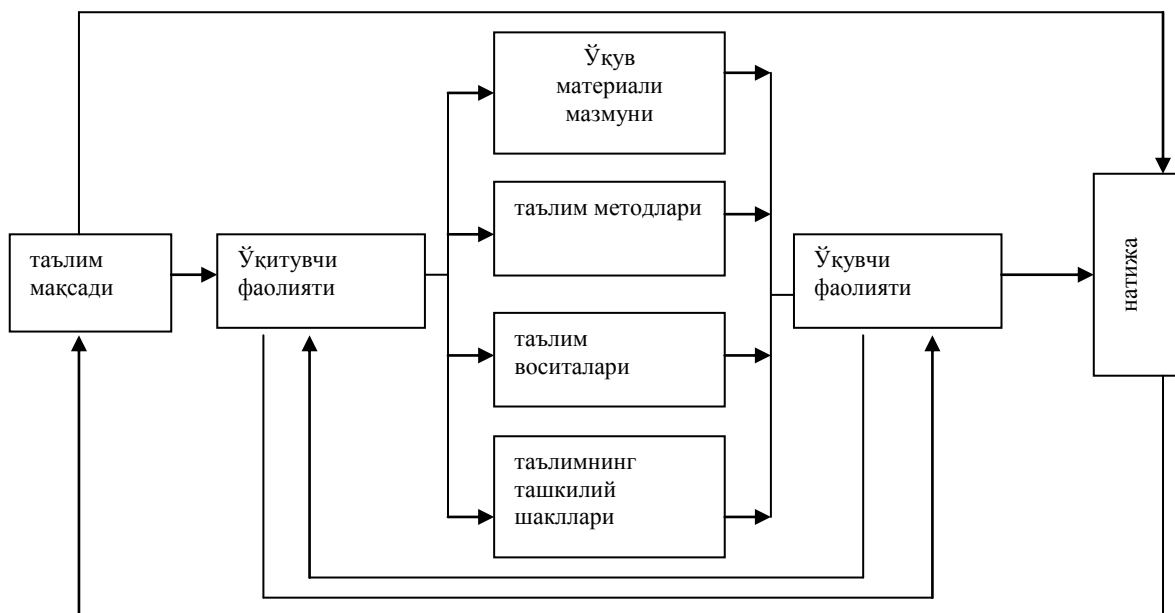 Ўқув
материали
мазмуни
таълим методлари
таълим
мақсади
Ўқитувчи
фаолияти
Ўқувчи
фаолияти
натижа
таълим
воситалари
таълимнинг
ташкилий
шакллари